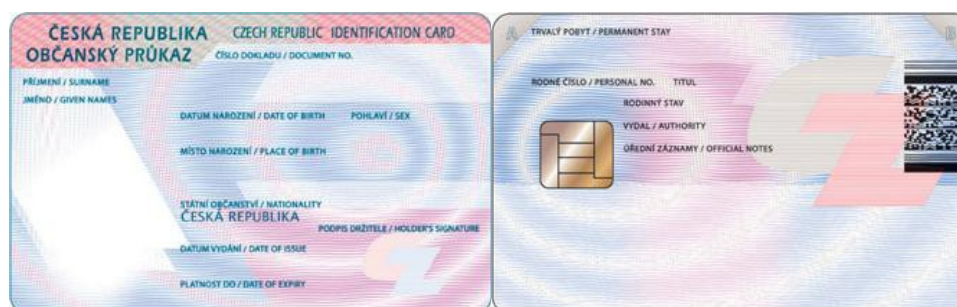 ČESKÁ REPUBLIKA CZECH REPUBLIC IDENTIFICATION CARD
OBČANSKÝ PRŮKAZ ČÍSLO DOKLADU / DOCUMENT NO.
PŘÍJMENÍ / SURNAME
JMÉNO / GIVEN NAMES
DATUM NAROZENÍ / DATE OF BIRTH POHLAVÍ / SEX
MÍSTO NAROZENÍ / PLACE OF BIRTH
STÁTNÍ OBČANSTVÍ / NATIONALITY
ČESKÁ REPUBLIKA
PODPIS DRŽITELE / HOLDER'S SIGNATURE
DATUM VYDÁNÍ / DATE OF ISSUE
PLATNOST DO / DATE OF EXPIRY
CZ
A TRVALÝ POBYT / PERMANENT STAY B
RODNÉ ČÍSLO / PERSONAL NO. TITUL
RODINNÝ STAV
VYDAL / AUTHORITY
ÚŘEDNÍ ZÁZNAMY / OFFICIAL NOTES
CZ